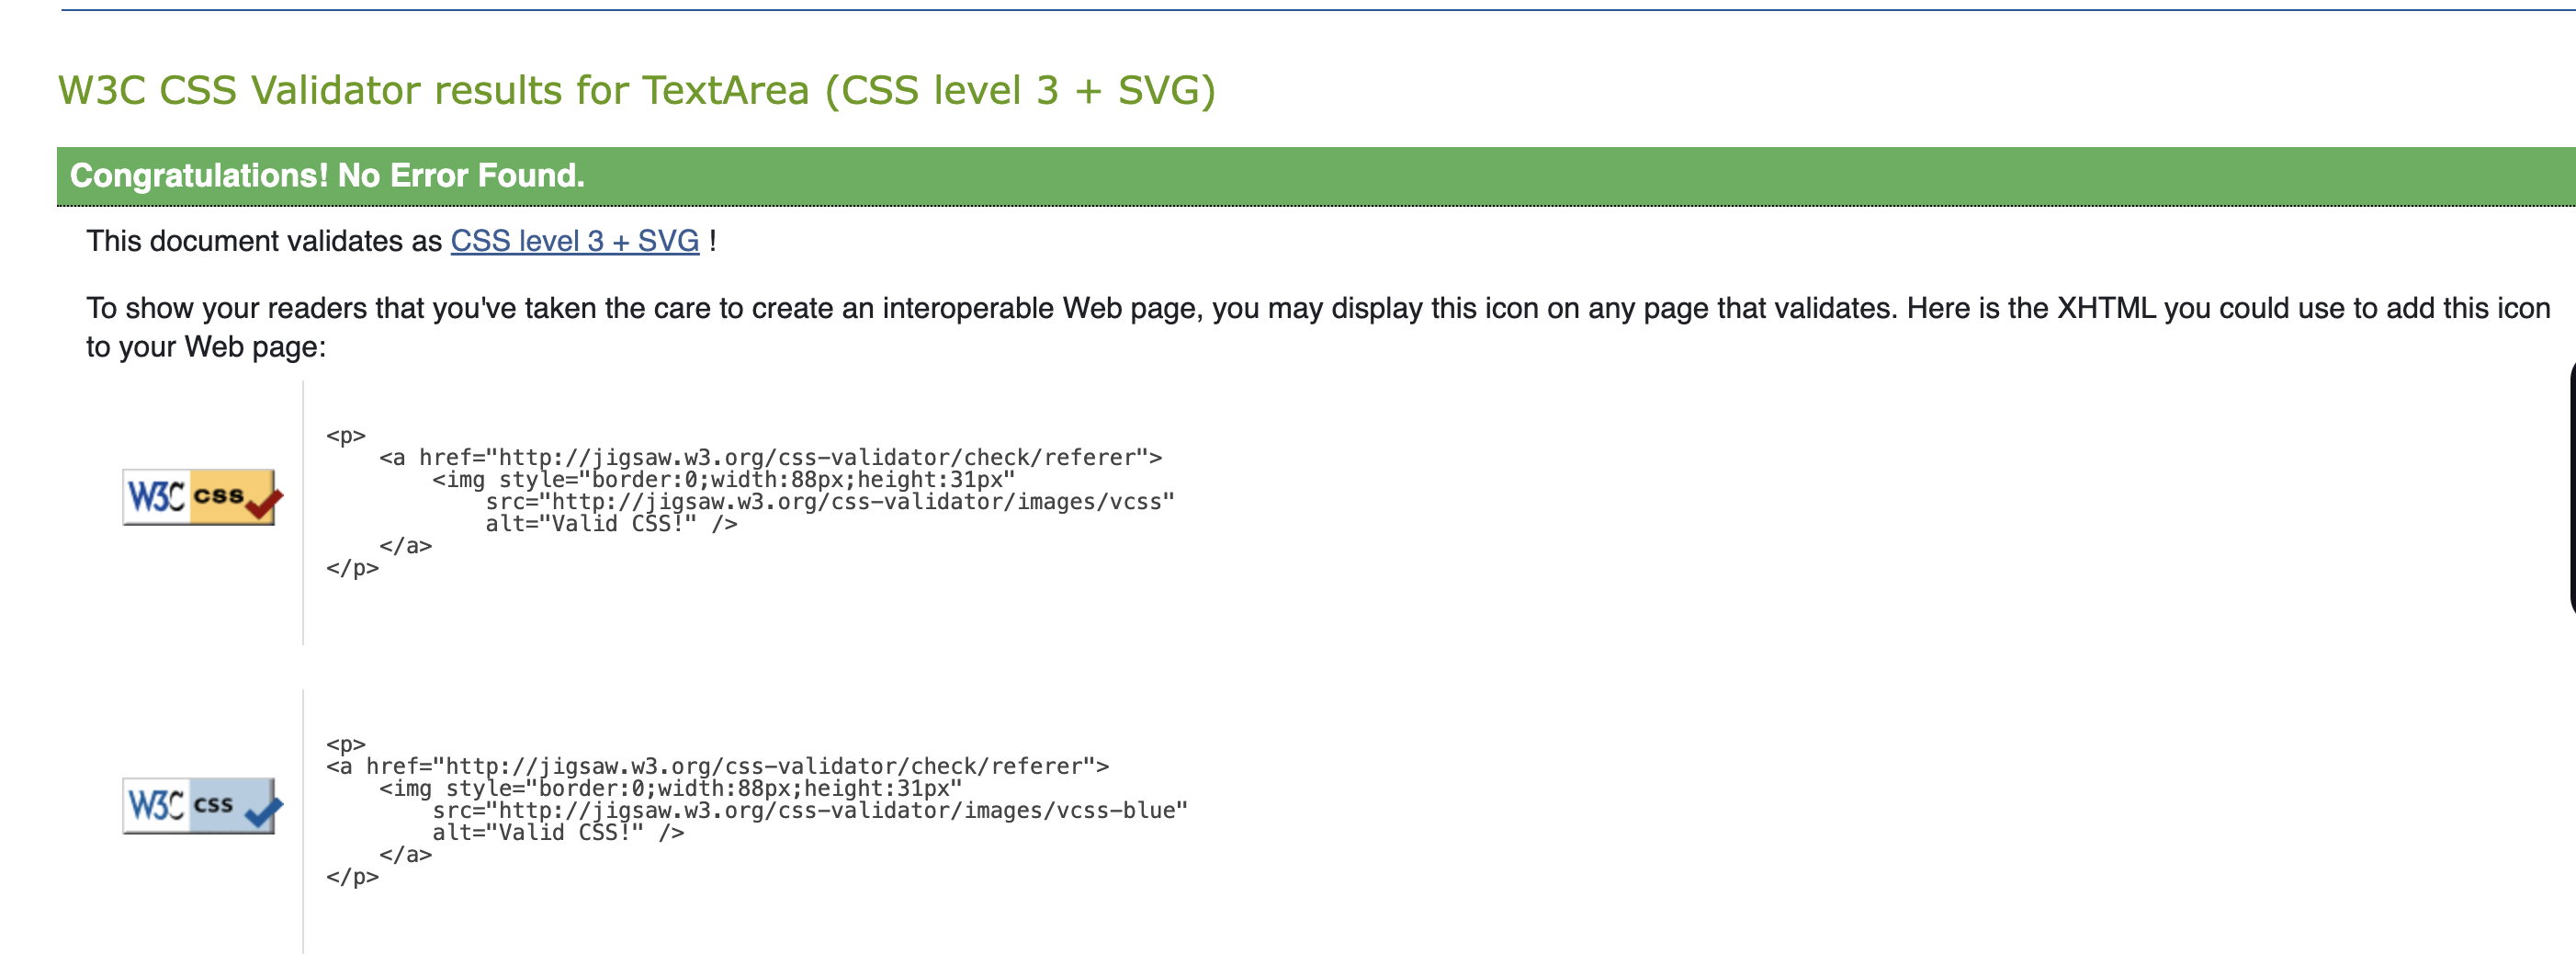 W3C CSS Validator results for TextArea (CSS level 3 + SVG)
Congratulations! No Error Found.
This document validates as CSS level 3 + SVG !
To show your readers that you've taken the care to create an interoperable Web page, you may display this icon on any page that validates. Here is the XHTML you could use to add this icon
to your Web page:
W3C css
<p>
    <a href="http://jigsaw.w3.org/css-validator/check/referer">
        <img style="border:0;width:88px;height:31px"
            src="http://jigsaw.w3.org/css-validator/images/vcss"
            alt="Valid CSS!" />
    </a>
</p>
W3C css
<p>
<a href="http://jigsaw.w3.org/css-validator/check/referer">
    <img style="border:0;width:88px;height:31px"
        src="http://jigsaw.w3.org/css-validator/images/vcss-blue"
        alt="Valid CSS!" />
    </a>
</p>